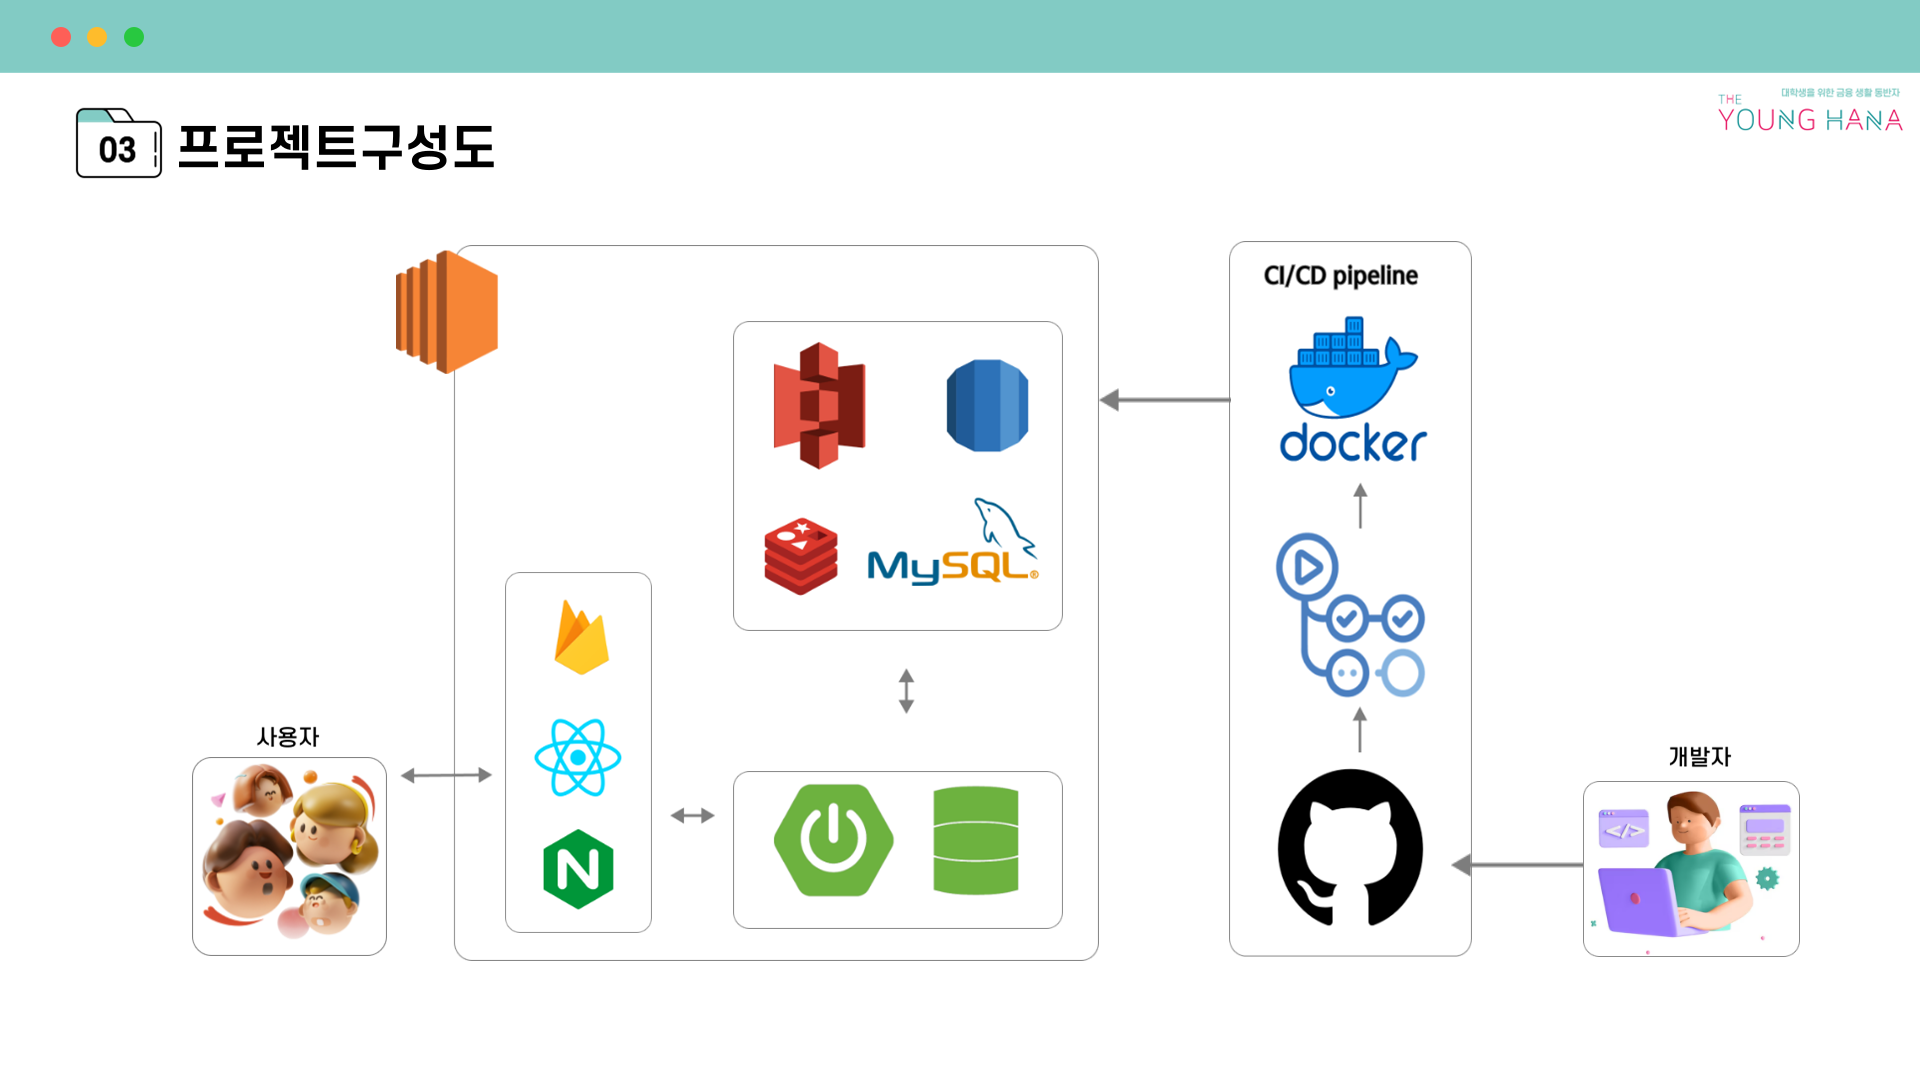 대학생을 위한 금융 생활 동반자
THE
YOUNG HANA
03 프로젝트구성도
CI/CD pipeline
docker
MySQL®
사용자
개발자